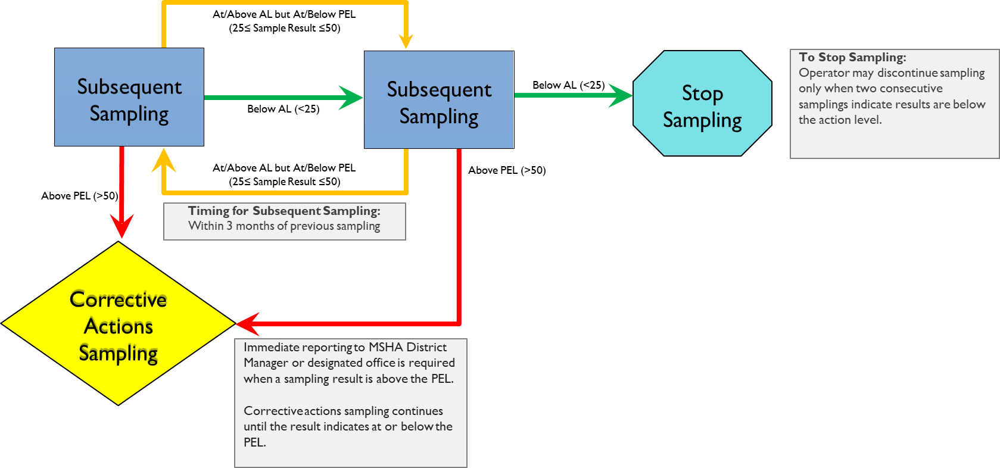 At/Above AL but At/Below PEL
(25≤ Sample Result ≤50)
Subsequent
Sampling
Below AL (<25)
Subsequent
Sampling
Below AL (<25)
Stop
Sampling
To Stop Sampling:
Operator may discontinue sampling
only when two consecutive
samplings indicate results are below
the action level.
At/Above AL but At/Below PEL
(25≤ Sample Result ≤50)
Above PEL (>50)
Above PEL (>50)
Timing for Subsequent Sampling:
Within 3 months of previous sampling
Corrective
Actions
Sampling
Immediate reporting to MSHA District
Manager or designated office is required
when a sampling result is above the PEL.
Corrective actions sampling continues
until the result indicates at or below the
PEL.